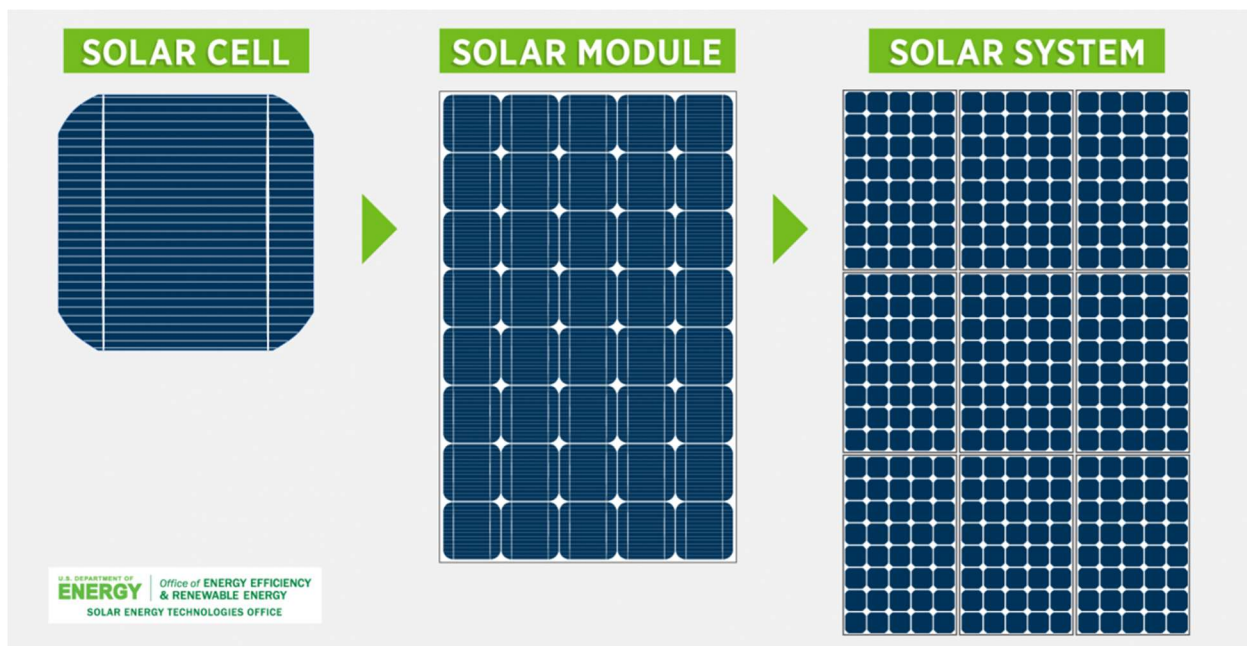 SOLAR CELL
SOLAR MODULE
SOLAR SYSTEM
U.S. DEPARTMENT OF
ENERGY
Office of ENERGY EFFICIENCY
& RENEWABLE ENERGY
SOLAR ENERGY TECHNOLOGIES OFFICE